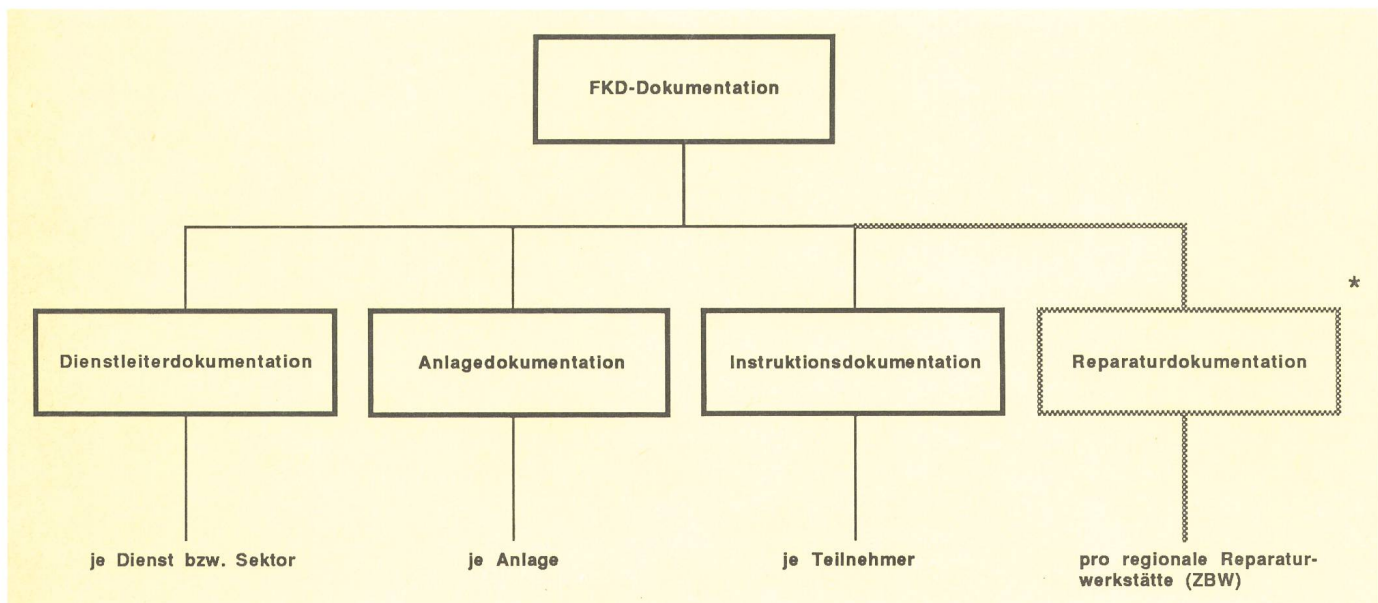 FKD-Dokumentation
*
Dienstleiterdokumentation
Anlagedokumentation
Instruktionsdokumentation
Reparaturdokumentation
je Dienst bzw. Sektor
je Anlage
je Teilnehmer
pro regionale Reparatur-
werkstätte (ZBW)